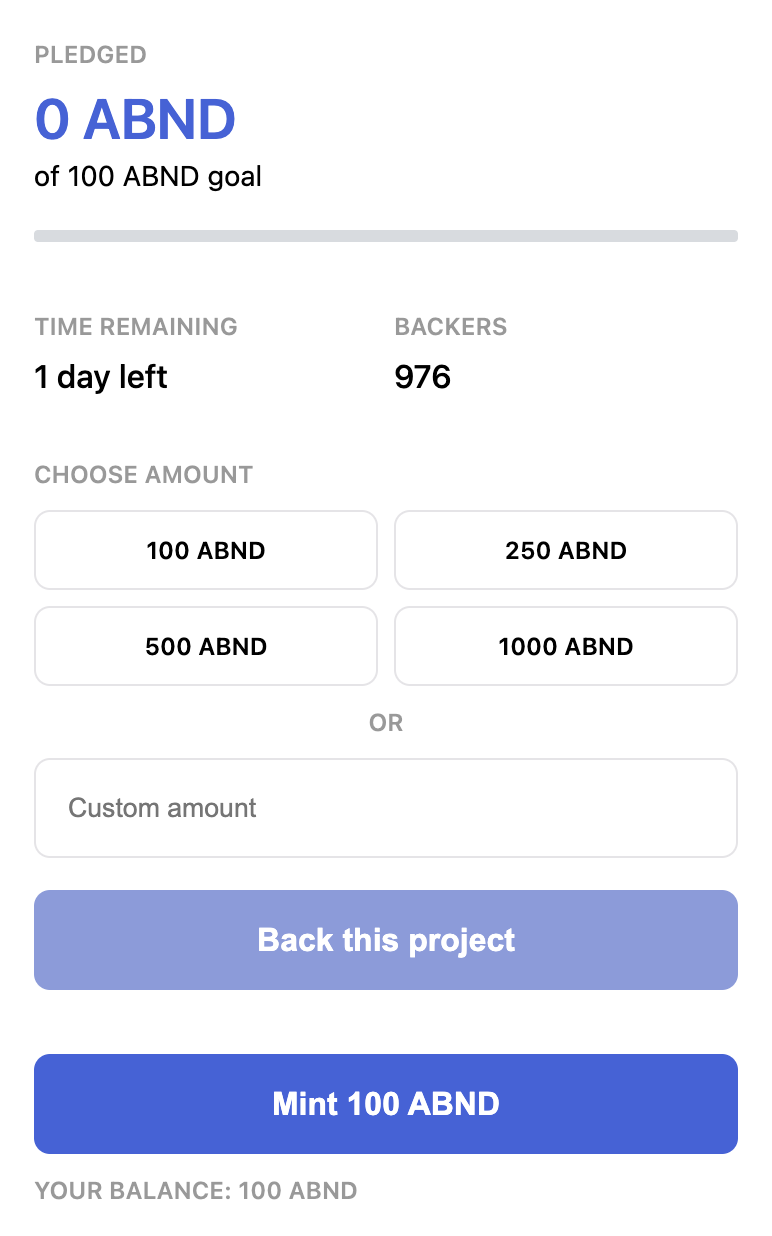 PLEDGED
0 ABND
of 100 ABND goal
TIME REMAINING
BACKERS
1 day left
976
CHOOSE AMOUNT
100 ABND
250 ABND
500 ABND
1000 ABND
OR
Custom amount
Back this project
Mint 100 ABND
YOUR BALANCE: 100 ABND